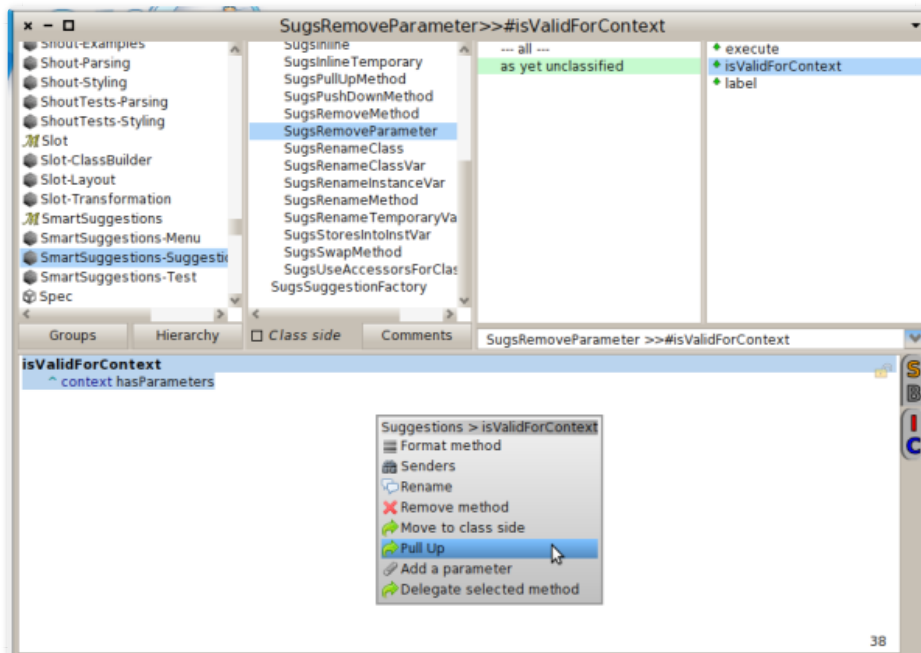 SugsRemoveParameter>>#isValidForContext
Shout-Examples
Shout-Parsing
Shout-Styling
ShoutTests-Parsing
ShoutTests-Styling
Slot
Slot-ClassBuilder
Slot-Layout
Slot-Transformation
SmartSuggestions
SmartSuggestions-Menu
SmartSuggestions-Suggestic
SmartSuggestions-Test
Spec
SugsInline
SugsInlineTemporary
SugsPullUpMethod
SugsPushDownMethod
SugsRemoveMethod
SugsRemoveParameter
SugsRenameClass
SugsRenameClassVar
SugsRenameInstanceVar
SugsRenameMethod
SugsRenameTemporaryVa
SugsStoresIntoInstVar
SugsSwapMethod
SugsUseAccessorsForClas
SugsSuggestionFactory
--- all ---
as yet unclassified
execute
isValidForContext
label
Groups
Hierarchy
Class side
Comments
SugsRemoveParameter >>#isValidForContext
isValidForContext
^ context hasParameters
S
B
I
C
Suggestions > isValidForContext
Format method
Senders
Rename
Remove method
Move to class side
Pull Up
Add a parameter
Delegate selected method
38